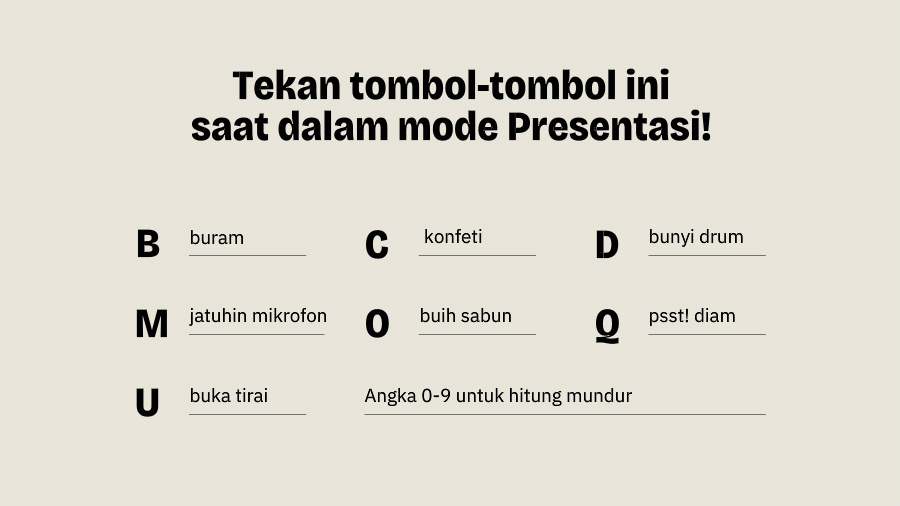 Tekan tombol-tombol ini
saat dalam mode Presentasi!
B buram C konfeti D bunyi drum
M jatuhin mikrofon O buih sabun Q psst! diam
U buka tirai Angka 0-9 untuk hitung mundur